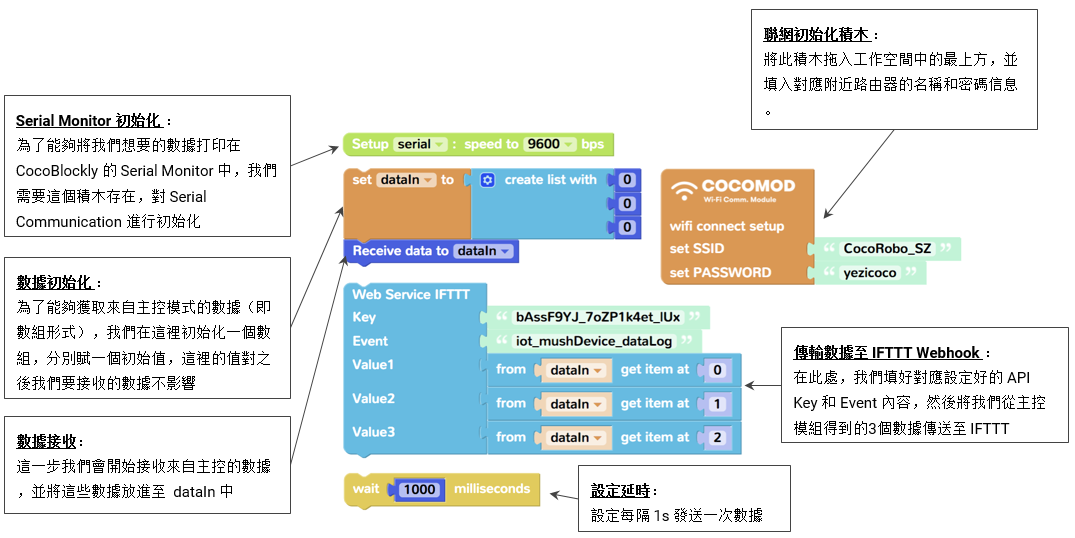 聯網初始化積木：
將此積木拖入工作空間中的最上方，並
填入對應附近路由器的名稱和密碼信息
。
Serial Monitor 初始化：
為了能夠將我們想要的數據打印在
CocoBlockly 的 Serial Monitor 中，我們
需要這個積木存在，對 Serial
Communication 進行初始化
數據初始化：
為了能夠獲取來自主控模式的數據（即
數組形式），我們在這裡初始化一個數
組，分別賦一個初始值，這裡的值對之
後我們要接收的數據不影響
數據接收：
這一步我們會開始接收來自主控的數據
，並將這些數據放進至 dataIn 中
Setup serial : speed to 9600 bps
set dataIn to create list with 0
0
0
Receive data to dataIn
Web Service IFTTT
Key “ bAssF9YJ_7oZP1k4et_lUx ”
Event “ iot_mushDevice_dataLog ”
Value1 from dataIn get item at 0
Value2 from dataIn get item at 1
Value3 from dataIn get item at 2
wait 1000 milliseconds
COCOMOD
Wi-Fi Comm. Module
wifi connect setup
set SSID “ CocoRobo_SZ ”
set PASSWORD “ yezicoco ”
傳輸數據至 IFTTT Webhook：
在此處，我們填好對應設定好的 API
Key 和 Event 內容，然後將我們從主控
模組得到的3個數據傳送至 IFTTT
設定延時：
設定每隔 1s 發送一次數據